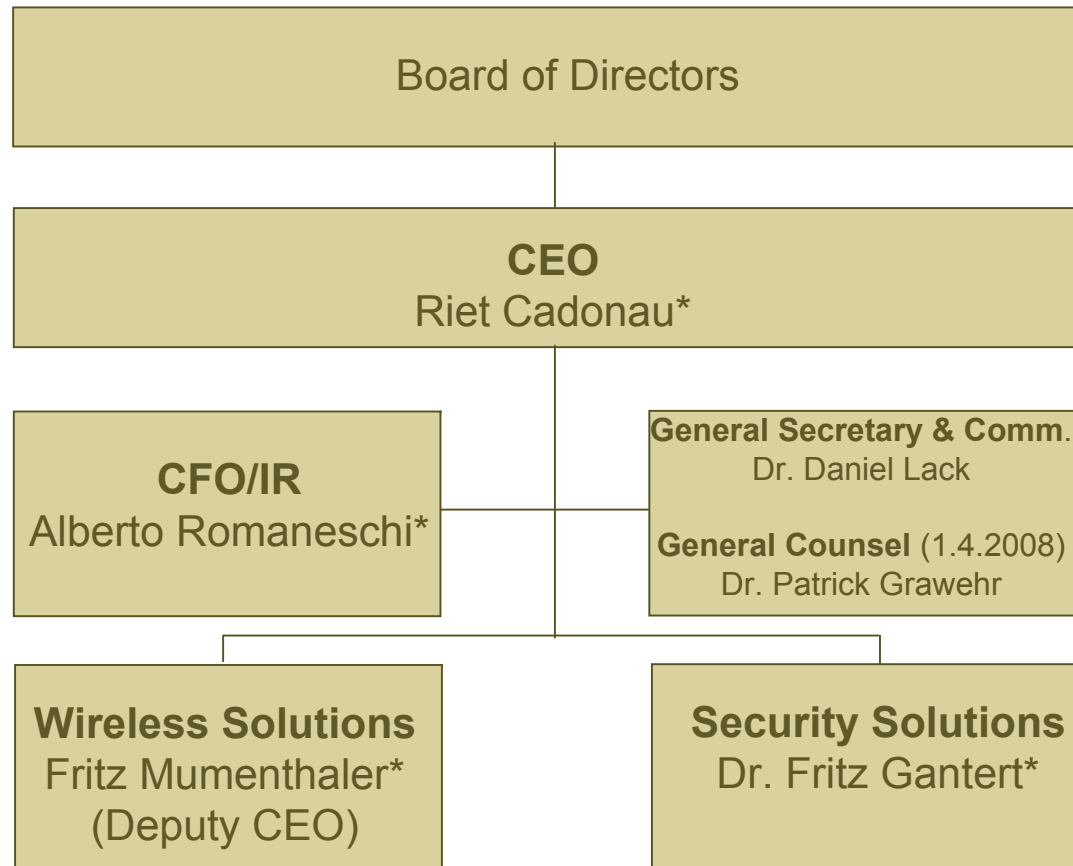 Board of Directors
CEO
Riet Cadonau*
CFO/IR
Alberto Romaneschi*
General Secretary & Comm.
Dr. Daniel Lack
General Counsel (1.4.2008)
Dr. Patrick Grawehr
Wireless Solutions
Fritz Mumenthaler*
(Deputy CEO)
Security Solutions
Dr. Fritz Gantert*